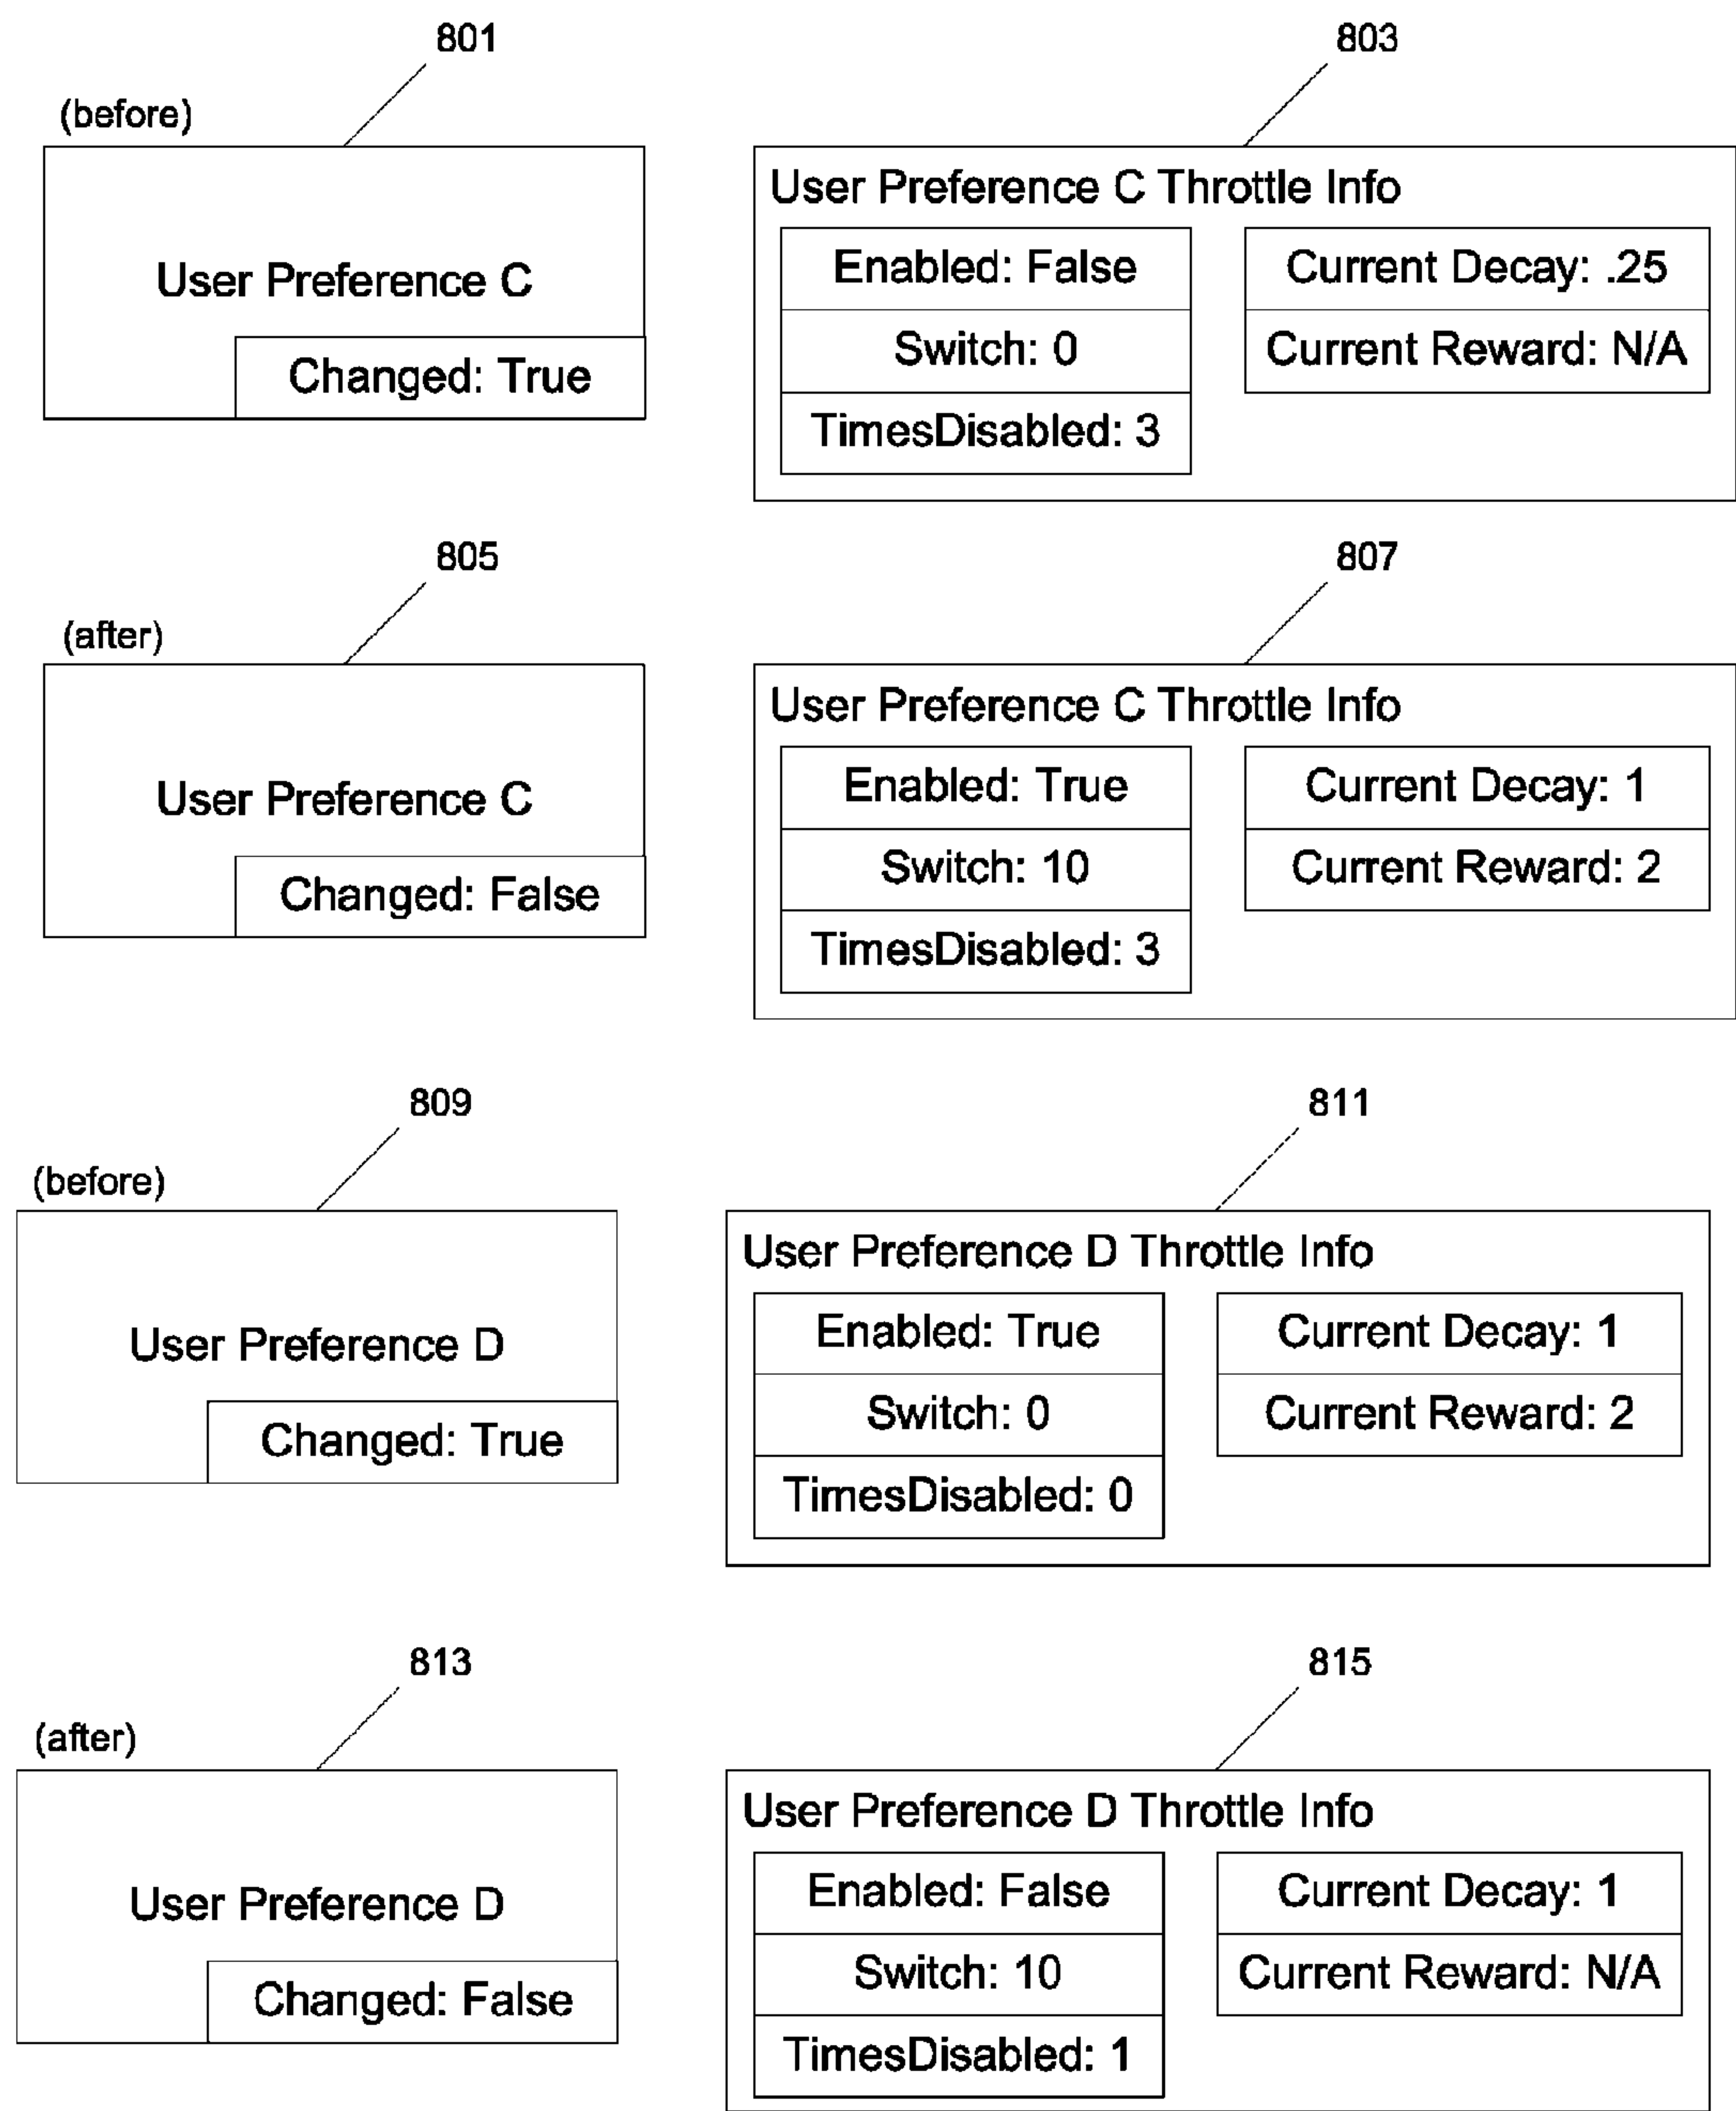 801
803
(before)
User Preference C
Changed: True
User Preference C Throttle Info
Enabled: False
Switch: 0
TimesDisabled: 3
Current Decay: .25
Current Reward: N/A
805
807
(after)
User Preference C
Changed: False
User Preference C Throttle Info
Enabled: True
Switch: 10
TimesDisabled: 3
Current Decay: 1
Current Reward: 2
809
811
(before)
User Preference D
Changed: True
User Preference D Throttle Info
Enabled: True
Switch: 0
TimesDisabled: 0
Current Decay: 1
Current Reward: 2
813
815
(after)
User Preference D
Changed: False
User Preference D Throttle Info
Enabled: False
Switch: 10
TimesDisabled: 1
Current Decay: 1
Current Reward: N/A